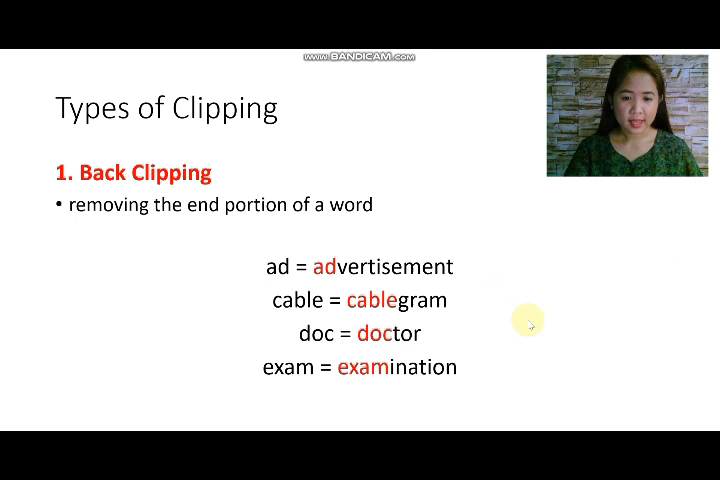 www.BANDICAM.com
Types of Clipping
1. Back Clipping
• removing the end portion of a word
ad = advertisement
cable = cablegram
doc = doctor
exam = examination